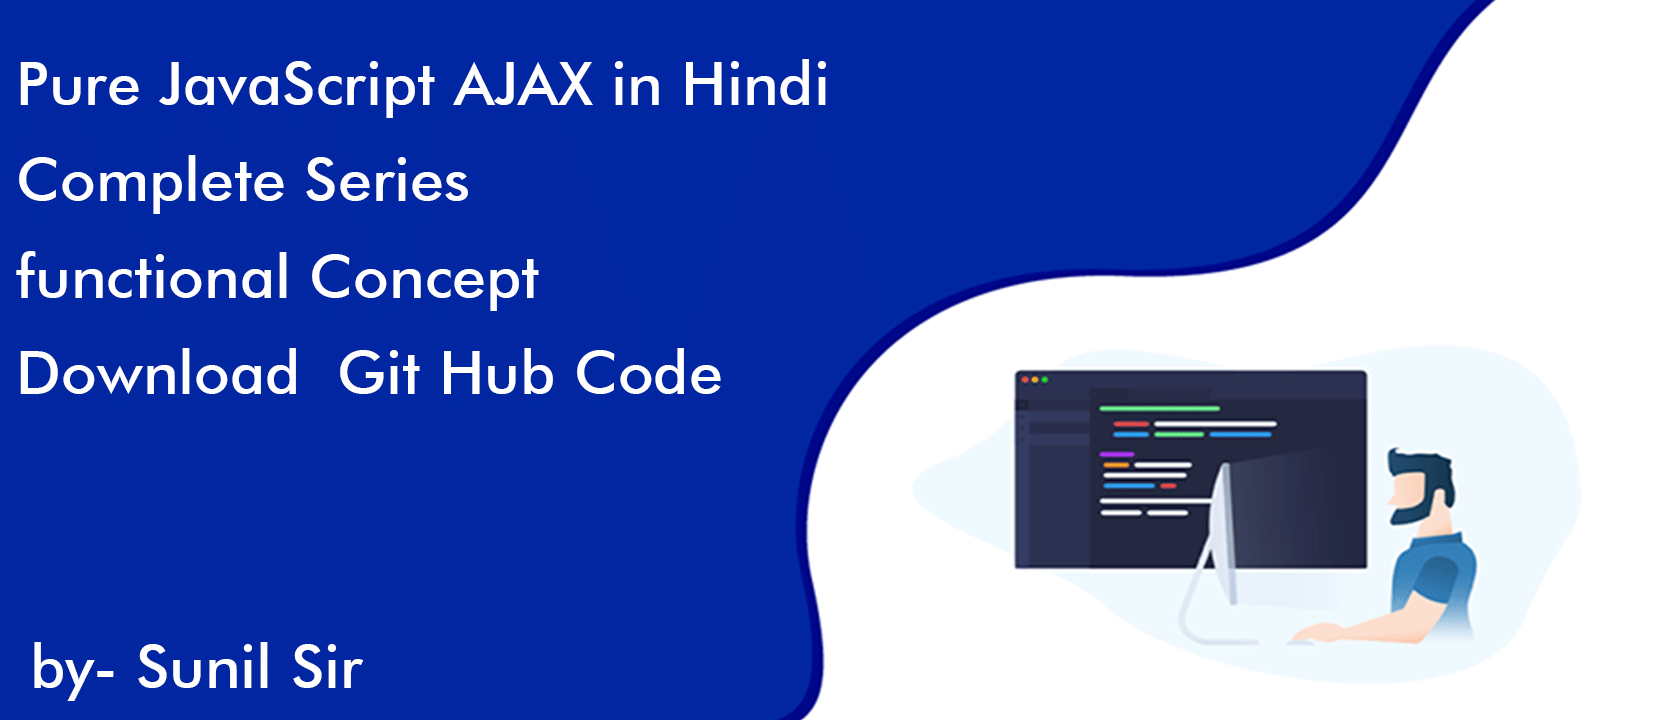 Pure JavaScript AJAX in Hindi
Complete Series
functional Concept
Download Git Hub Code
by- Sunil Sir